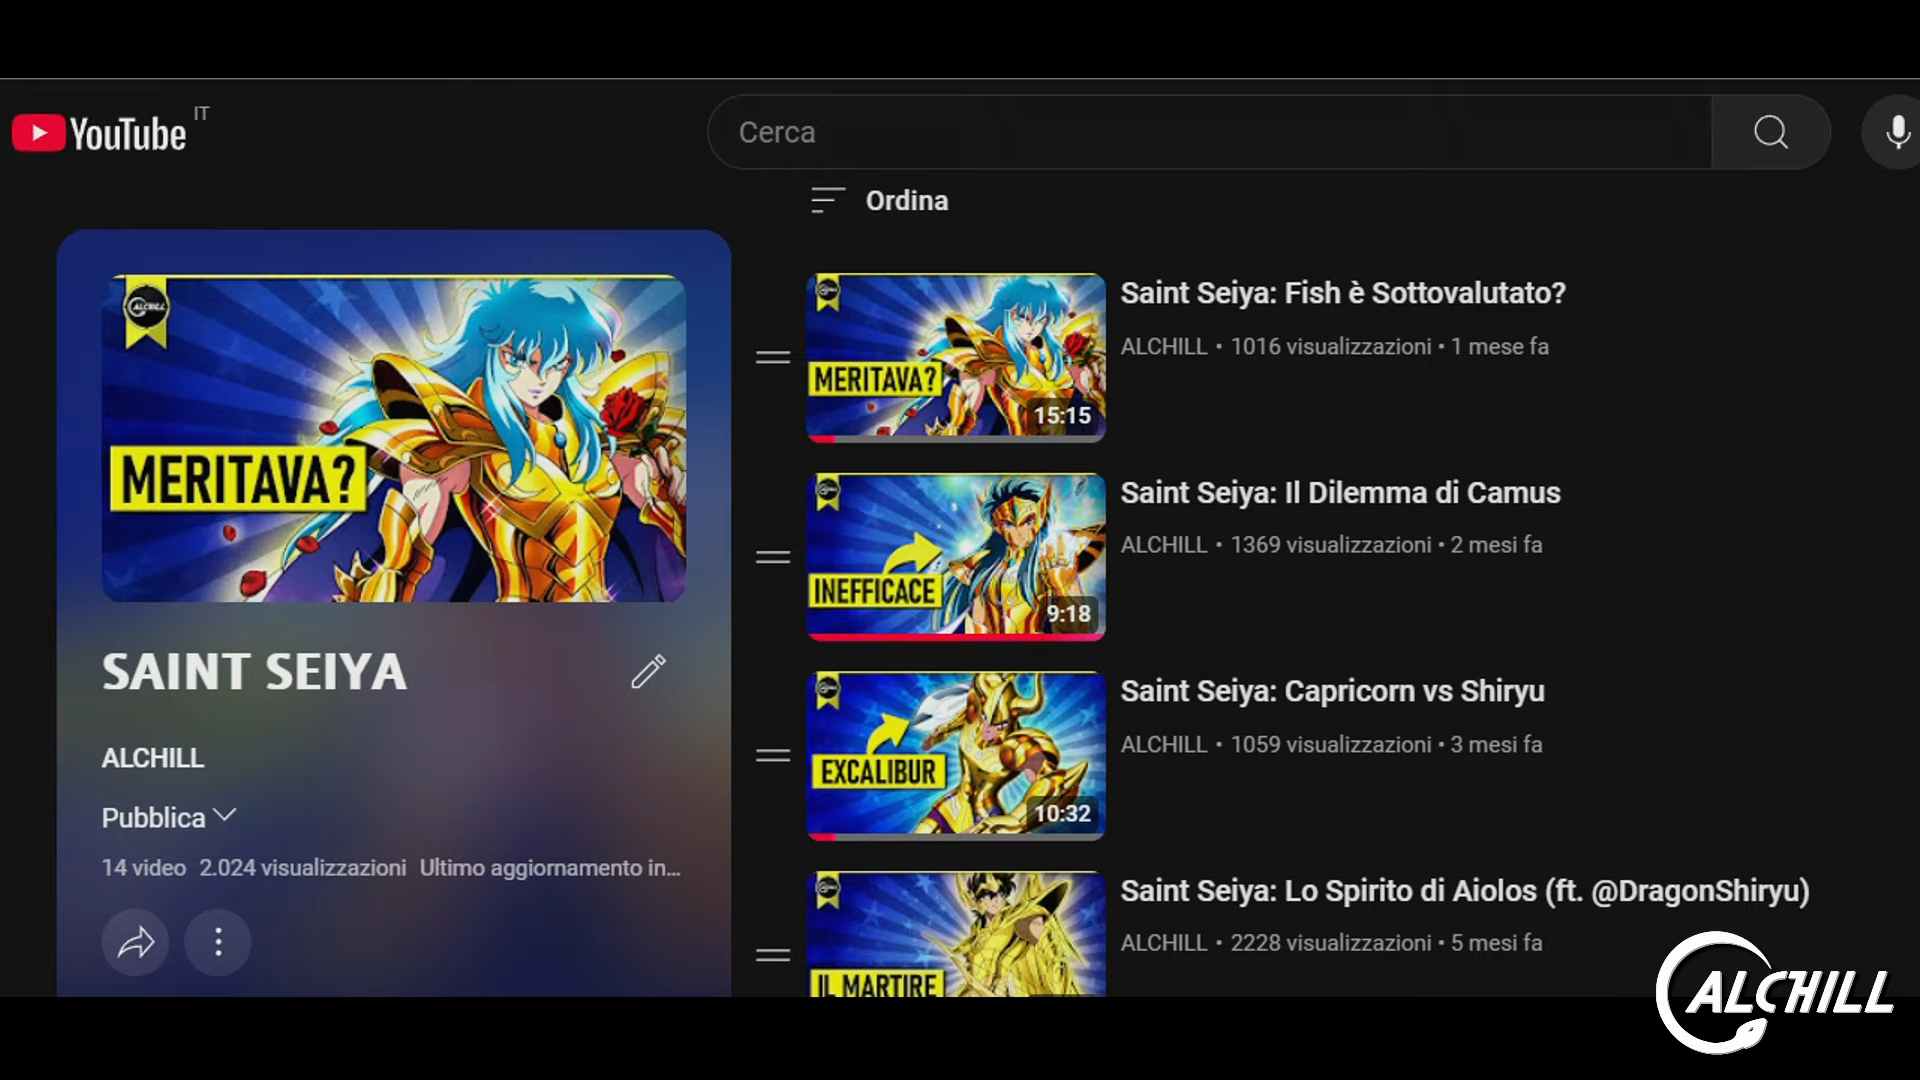 YouTube IT
Cerca
Ordina
ALCHILL
MERITAVA?
SAINT SEIYA
ALCHILL
Pubblica
14 video 2.024 visualizzazioni Ultimo aggiornamento in...
MERITAVA?
15:15
Saint Seiya: Fish è Sottovalutato?
ALCHILL • 1016 visualizzazioni • 1 mese fa
INEFFICACE
9:18
Saint Seiya: Il Dilemma di Camus
ALCHILL • 1369 visualizzazioni • 2 mesi fa
EXCALIBUR
10:32
Saint Seiya: Capricorn vs Shiryu
ALCHILL • 1059 visualizzazioni • 3 mesi fa
IL MARTIRE
Saint Seiya: Lo Spirito di Aiolos (ft. @DragonShiryu)
ALCHILL • 2228 visualizzazioni • 5 mesi fa
ALCHILL